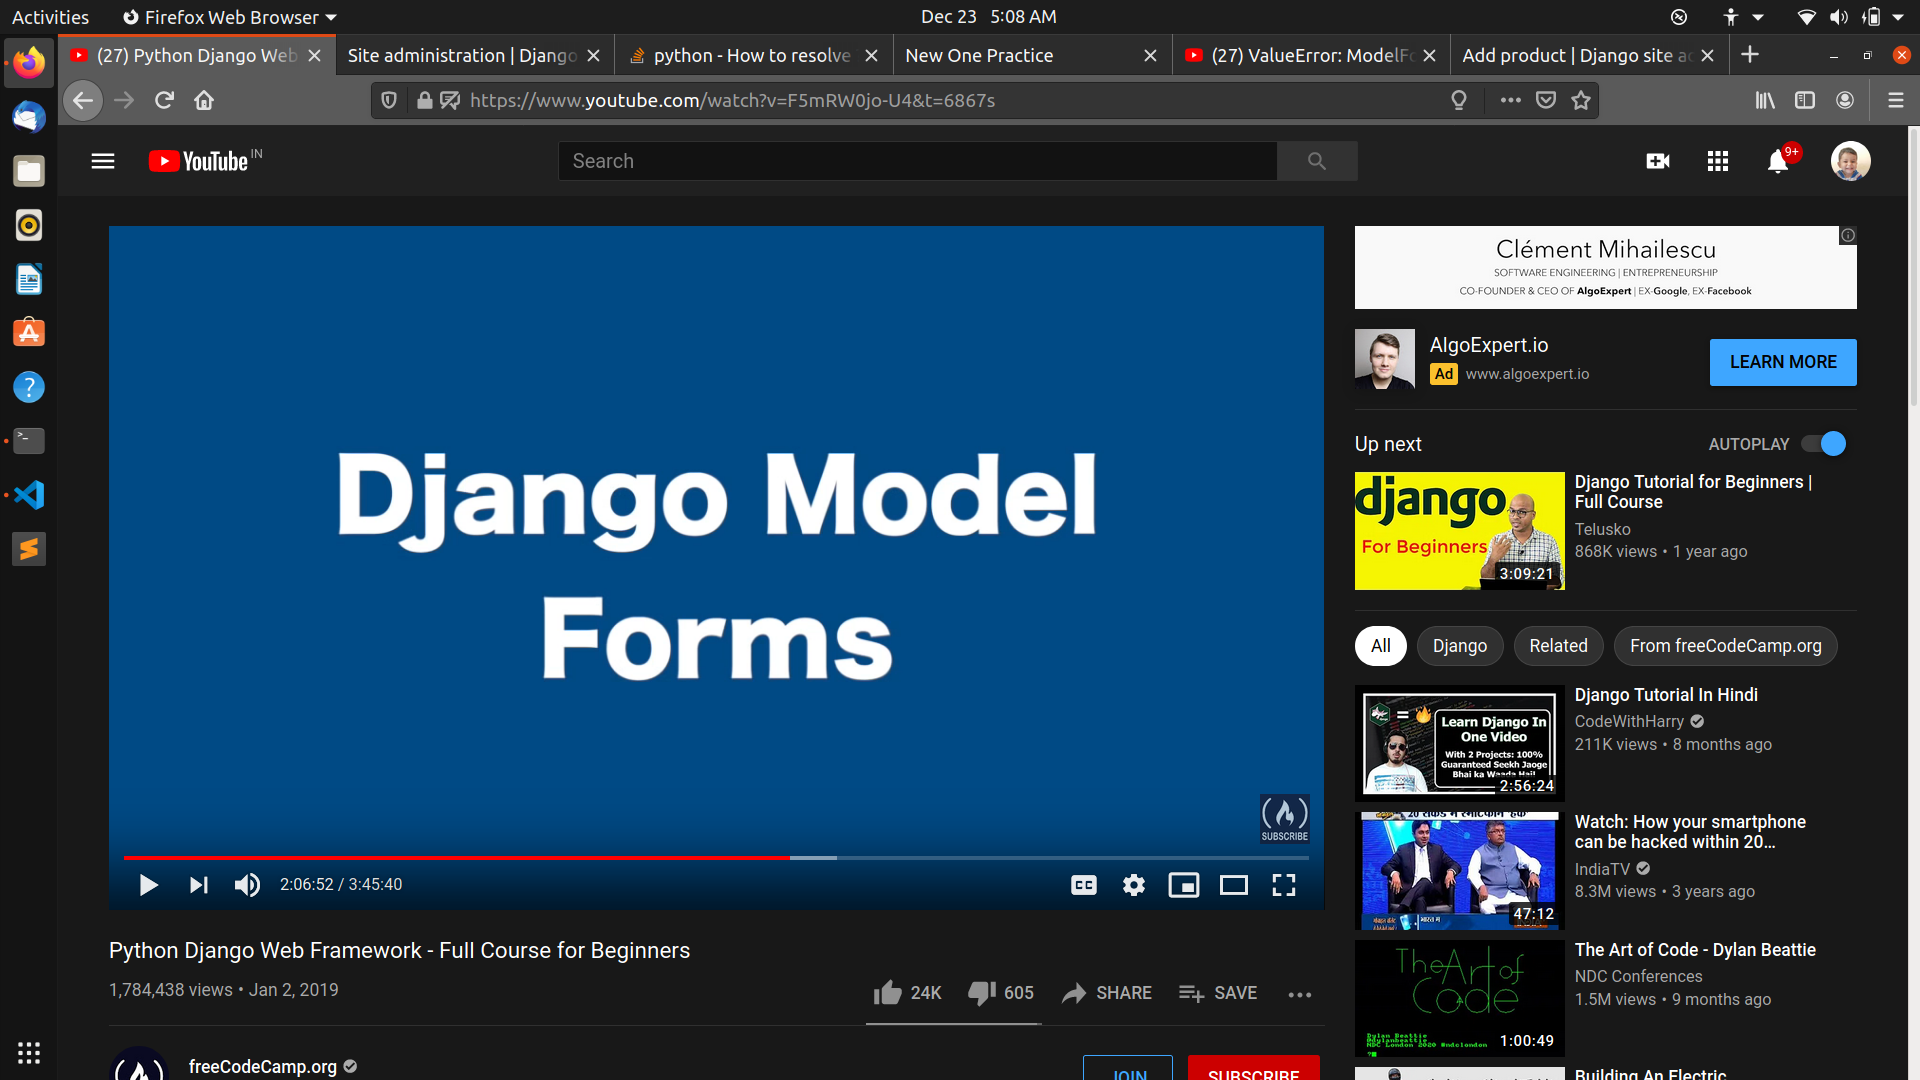 Activities
Firefox Web Browser
Dec 23 5:08 AM
(27) Python Django Web
Site administration | Django
python - How to resolve
New One Practice
(27) ValueError: ModelFo
Add product | Django site ad
https://www.youtube.com/watch?v=F5mRW0jo-U4&t=6867s
YouTube IN
Search
9+
Django Model
Forms
SUBSCRIBE
2:06:52 / 3:45:40
CC
Python Django Web Framework - Full Course for Beginners
1,784,438 views • Jan 2, 2019
24K
605
SHARE
SAVE
freeCodeCamp.org
JOIN
SUBSCRIBE
Clément Mihailescu
SOFTWARE ENGINEERING | ENTREPRENEURSHIP
CO-FOUNDER & CEO OF AlgoExpert | EX-Google, EX-Facebook
AlgoExpert.io
Ad www.algoexpert.io
LEARN MORE
Up next
AUTOPLAY
django
For Beginners
3:09:21
Django Tutorial for Beginners |
Full Course
Telusko
868K views • 1 year ago
All
Django
Related
From freeCodeCamp.org
Learn Django In
One Video
With 2 Projects: 100%
Guaranteed Seekh Jaoge
Bhai ka Waada Hai!
2:56:24
Django Tutorial In Hindi
CodeWithHarry
211K views • 8 months ago
47:12
Watch: How your smartphone
can be hacked within 20...
IndiaTV
8.3M views • 3 years ago
The Art of
Code
Dylan Beattie
@dylanbeattie
NDC London 2020 #ndclondon
1:00:49
The Art of Code - Dylan Beattie
NDC Conferences
1.5M views • 9 months ago
Building An Electric